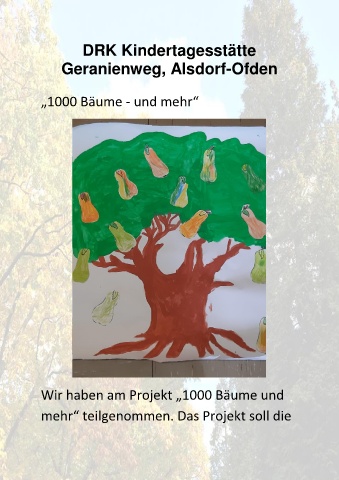 DRK Kindertagesstätte
Geranienweg, Alsdorf-Ofden
„1000 Bäume - und mehr“
Wir haben am Projekt „1000 Bäume und
mehr“ teilgenommen. Das Projekt soll die